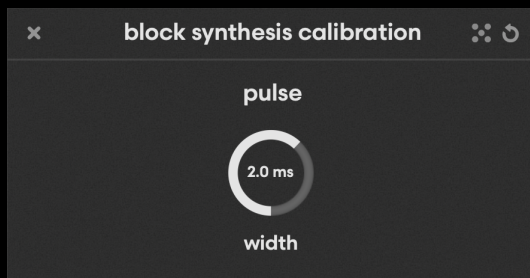 block synthesis calibration
pulse
2.0 ms
width